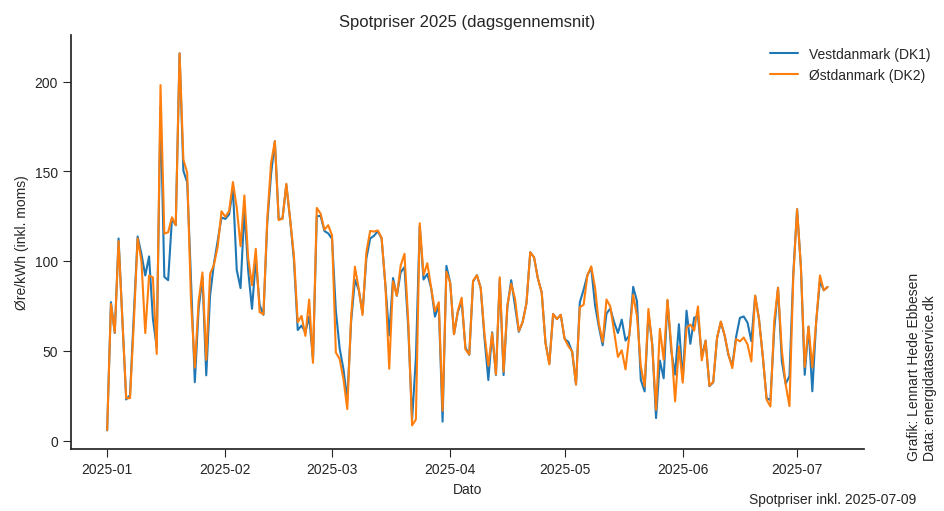 Spotpriser 2025 (dagsgennemsnit)
Vestdanmark (DK1)
Østdanmark (DK2)
Øre/kWh (inkl. moms)
200
150
100
50
0
2025-01
2025-02
2025-03
2025-04
2025-05
2025-06
2025-07
Dato
Grafik: Lennart Hede Ebbesen
Data: energidataservice.dk
Spotpriser inkl. 2025-07-09